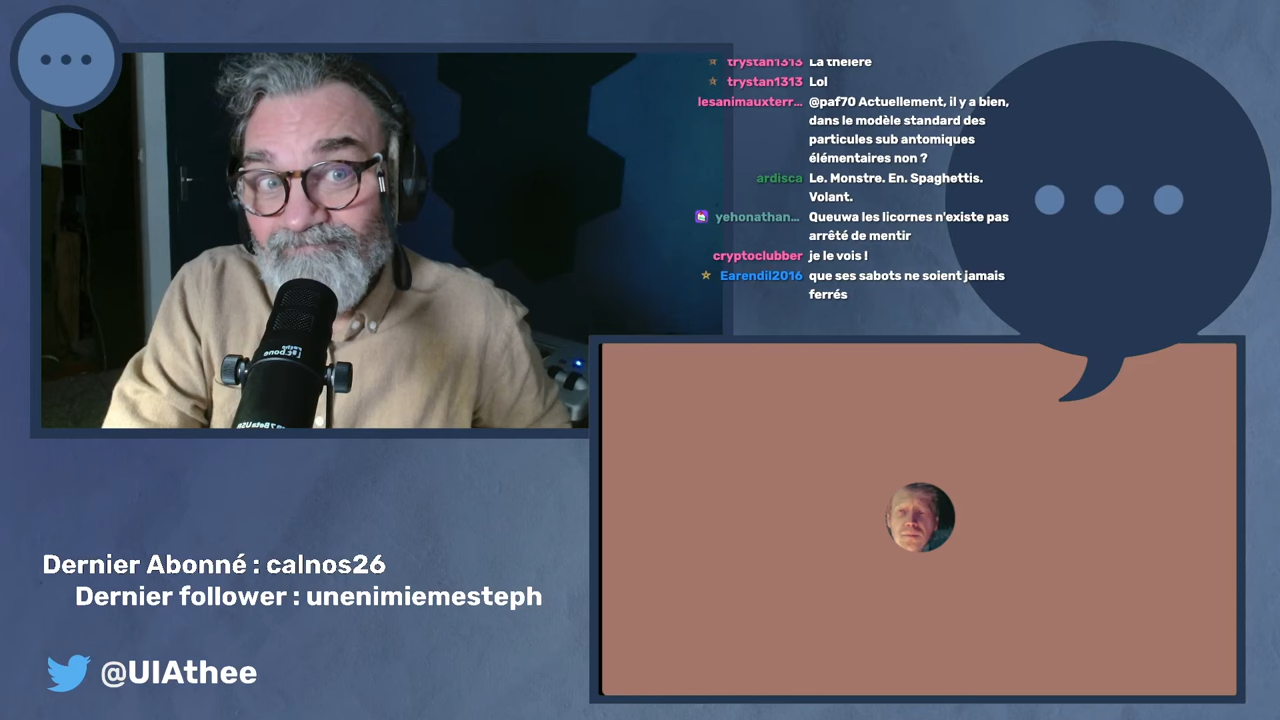 trystan1313 La théière
trystan1313 Lol
lesanimauxterr... @paf70 Actuellement, il y a bien,
dans le modèle standard des
particules sub antomiques
élémentaires non ?
ardisca Le. Monstre. En. Spaghettis.
Volant.
yehonathan... Queuwa les licornes n'existe pas
arrêté de mentir
cryptoclubber je le vois !
Earendil2016 que ses sabots ne soient jamais
ferrés
Dernier Abonné : calnos26
Dernier follower : unenimiemesteph
@UIAthee